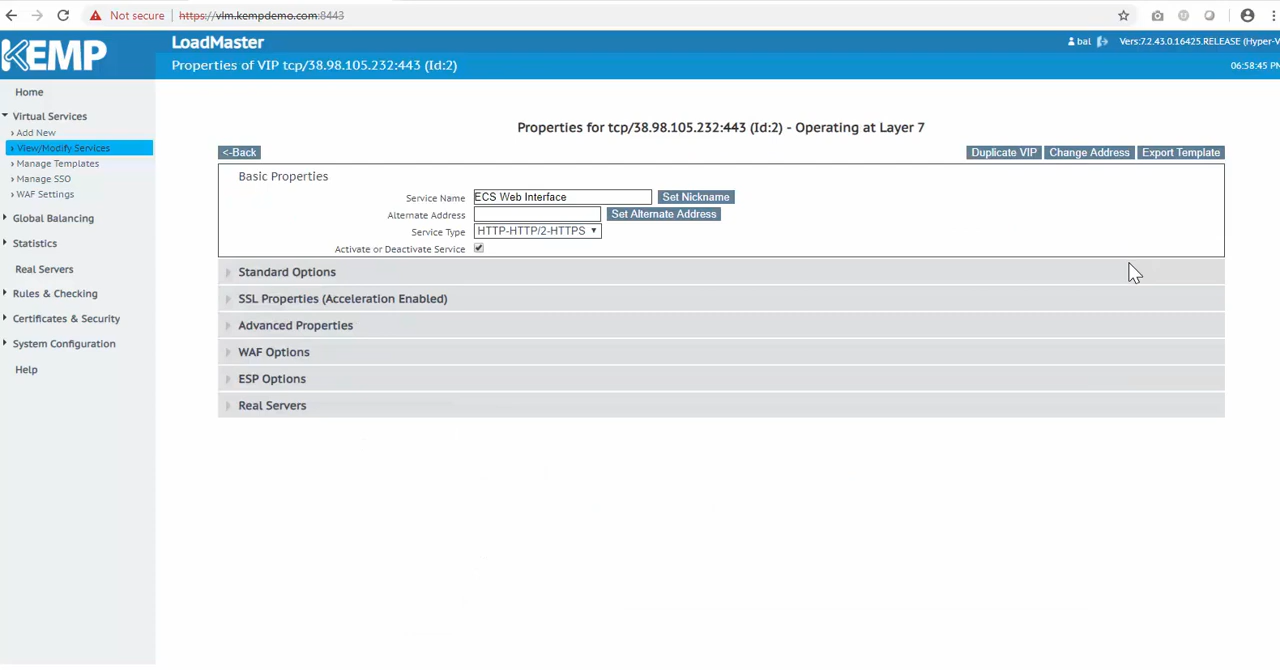 Not secure | https://vlm.kempdemo.com:8443
KEMP
LoadMaster
bal
Vers:7.2.43.0.16425.RELEASE (Hyper-V
Properties of VIP tcp/38.98.105.232:443 (Id:2)
06:58:45 PM
Home
Virtual Services
› Add New
› View/Modify Services
› Manage Templates
› Manage SSO
› WAF Settings
Global Balancing
Statistics
Real Servers
Rules & Checking
Certificates & Security
System Configuration
Help
Properties for tcp/38.98.105.232:443 (Id:2) - Operating at Layer 7
<-Back
Duplicate VIP
Change Address
Export Template
Basic Properties
Service Name ECS Web Interface Set Nickname
Alternate Address Set Alternate Address
Service Type HTTP-HTTP/2-HTTPS
Activate or Deactivate Service
Standard Options
SSL Properties (Acceleration Enabled)
Advanced Properties
WAF Options
ESP Options
Real Servers